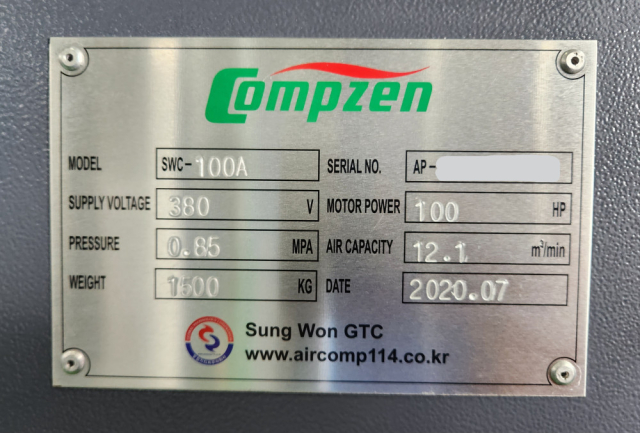 Compzen
MODEL SWC-100A SERIAL NO. AP-
SUPPLY VOLTAGE 380 V MOTOR POWER 100 HP
PRESSURE 0.85 MPA AIR CAPACITY 12.1 m³/min
WEIGHT 1500 KG DATE 2020.07
Sung Won GTC
www.aircomp114.co.kr